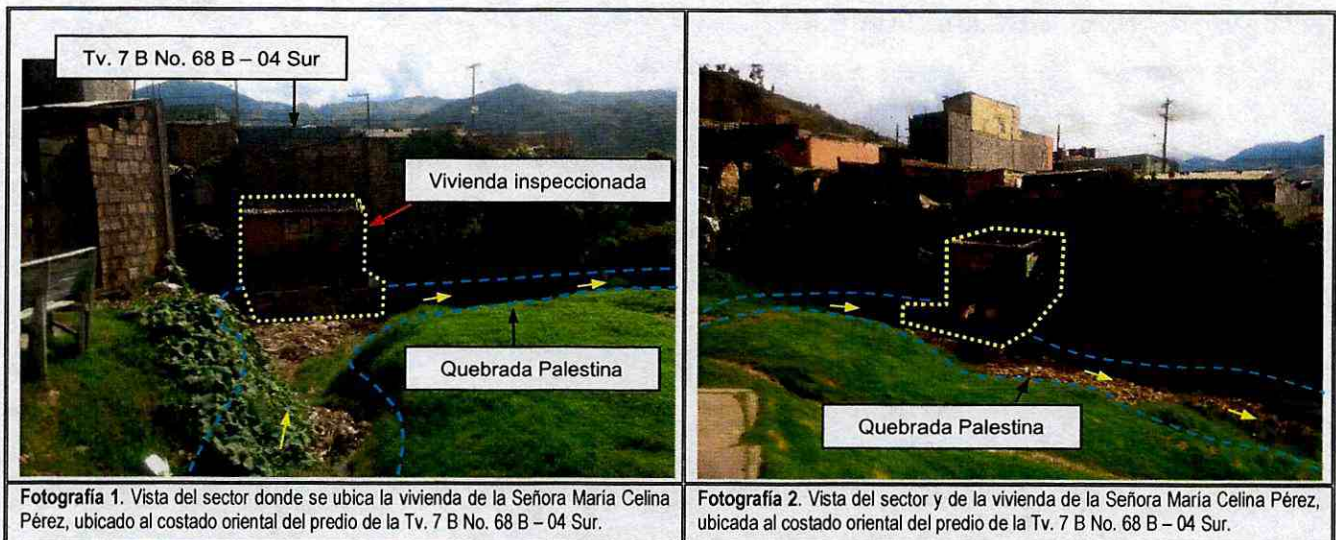 Tv. 7 B No. 68 B – 04 Sur
Vivienda inspeccionada
Quebrada Palestina
Fotografía 1. Vista del sector donde se ubica la vivienda de la Señora María Celina
Pérez, ubicado al costado oriental del predio de la Tv. 7 B No. 68 B – 04 Sur.
Quebrada Palestina
Fotografía 2. Vista del sector y de la vivienda de la Señora María Celina Pérez,
ubicada al costado oriental del predio de la Tv. 7 B No. 68 B – 04 Sur.